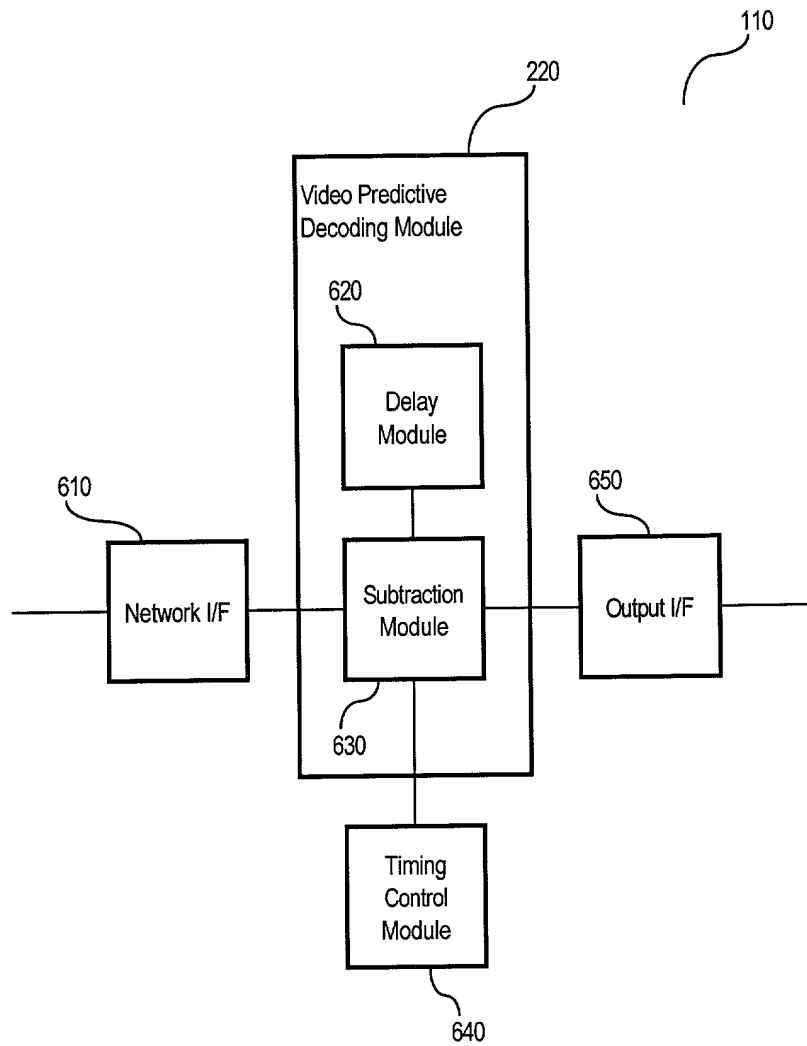 110
220
Video Predictive
Decoding Module
620
Delay
Module
610
650
Network I/F
Subtraction
Module
Output I/F
630
Timing
Control
Module
640